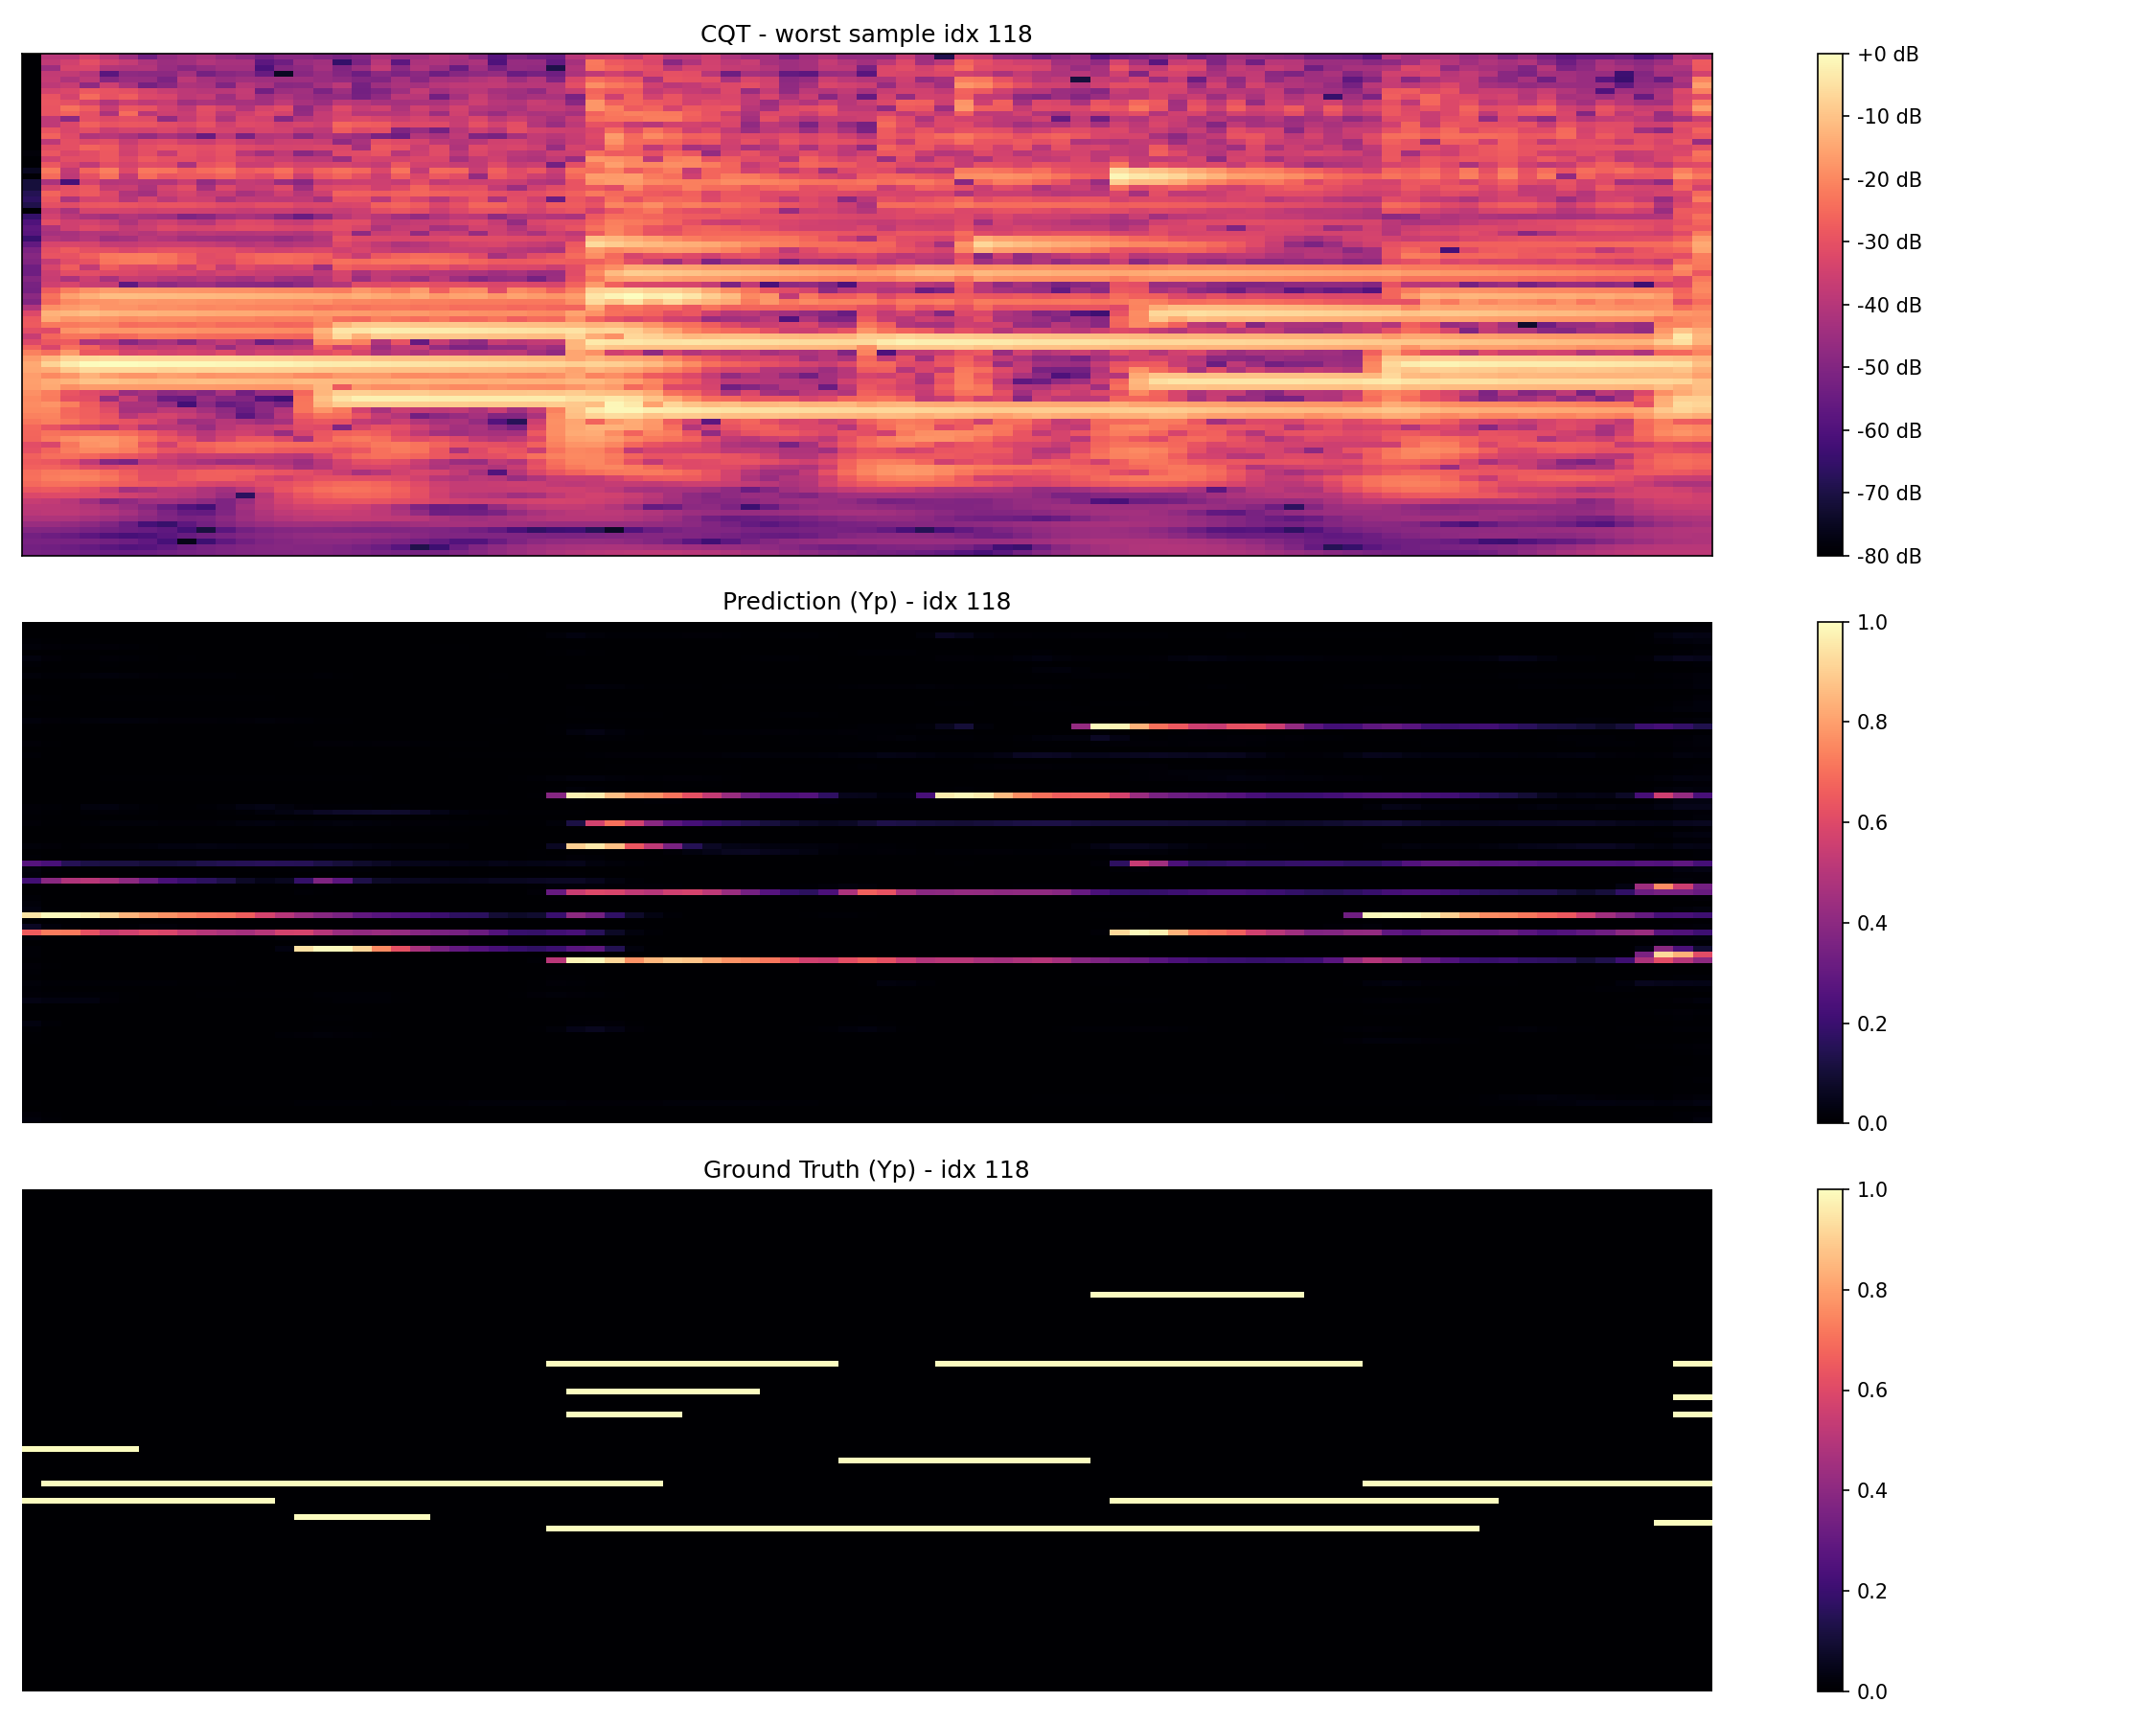 CQT - worst sample idx 118
+0 dB
-10 dB
-20 dB
-30 dB
-40 dB
-50 dB
-60 dB
-70 dB
-80 dB
Prediction (Yp) - idx 118
1.0
0.8
0.6
0.4
0.2
0.0
Ground Truth (Yp) - idx 118
1.0
0.8
0.6
0.4
0.2
0.0